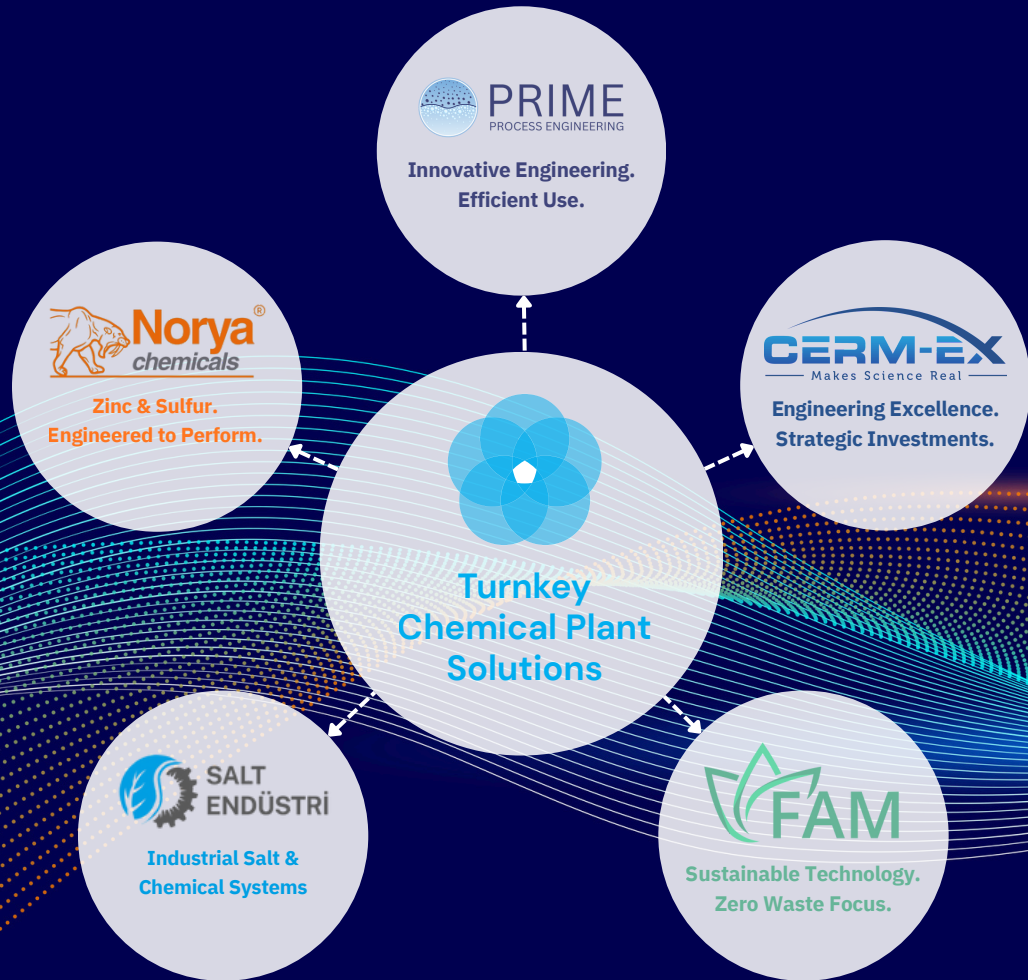 PRIME
PROCESS ENGINEERING
Innovative Engineering.
Efficient Use.
Norya®
chemicals
Zinc & Sulfur.
Engineered to Perform.
CERM-EX
Makes Science Real
Engineering Excellence.
Strategic Investments.
Turnkey
Chemical Plant
Solutions
SALT
ENDÜSTRİ
Industrial Salt &
Chemical Systems
FAM
Sustainable Technology.
Zero Waste Focus.